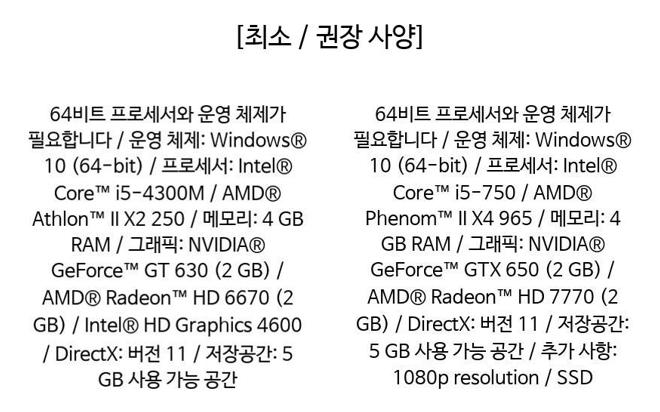 [최소 / 권장 사양]
64비트 프로세서와 운영 체제가
필요합니다 / 운영 체제: Windows®
10 (64-bit) / 프로세서: Intel®
Core™ i5-4300M / AMD®
Athlon™ II X2 250 / 메모리: 4 GB
RAM / 그래픽: NVIDIA®
GeForce™ GT 630 (2 GB) /
AMD® Radeon™ HD 6670 (2
GB) / Intel® HD Graphics 4600
/ DirectX: 버전 11 / 저장공간: 5
GB 사용 가능 공간
64비트 프로세서와 운영 체제가
필요합니다 / 운영 체제: Windows®
10 (64-bit) / 프로세서: Intel®
Core™ i5-750 / AMD®
Phenom™ II X4 965 / 메모리: 4
GB RAM / 그래픽: NVIDIA®
GeForce™ GTX 650 (2 GB) /
AMD® Radeon™ HD 7770 (2
GB) / DirectX: 버전 11 / 저장공간:
5 GB 사용 가능 공간 / 추가 사항:
1080p resolution / SSD